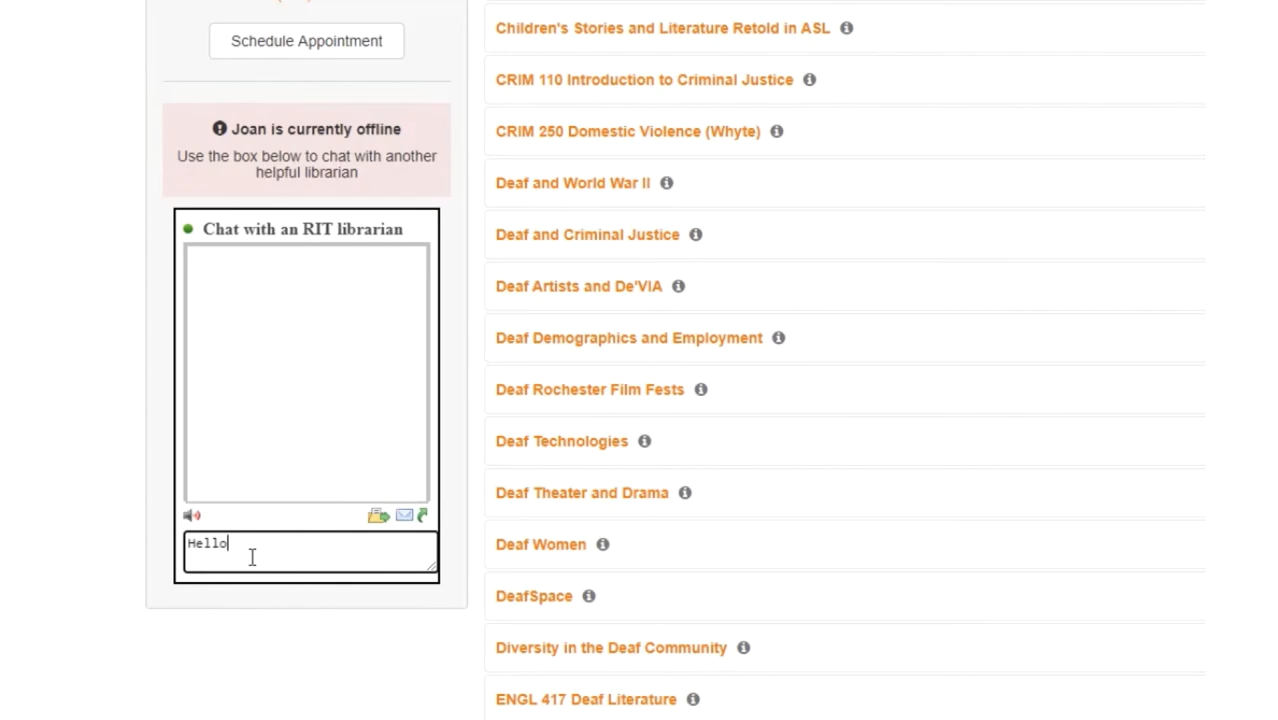 Schedule Appointment
Joan is currently offline
Use the box below to chat with another
helpful librarian
Chat with an RIT librarian
Hello
Children's Stories and Literature Retold in ASL
CRIM 110 Introduction to Criminal Justice
CRIM 250 Domestic Violence (Whyte)
Deaf and World War II
Deaf and Criminal Justice
Deaf Artists and De'VIA
Deaf Demographics and Employment
Deaf Rochester Film Fests
Deaf Technologies
Deaf Theater and Drama
Deaf Women
DeafSpace
Diversity in the Deaf Community
ENGL 417 Deaf Literature